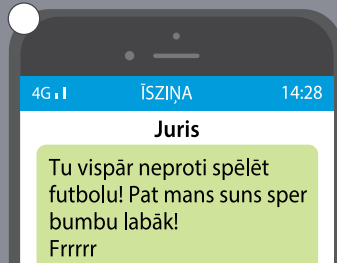 4G
ĪSZIŅA
14:28
Juris
Tu vispār neproti spēlēt
futbolu! Pat mans suns sper
bumbu labāk!
Frrrrr